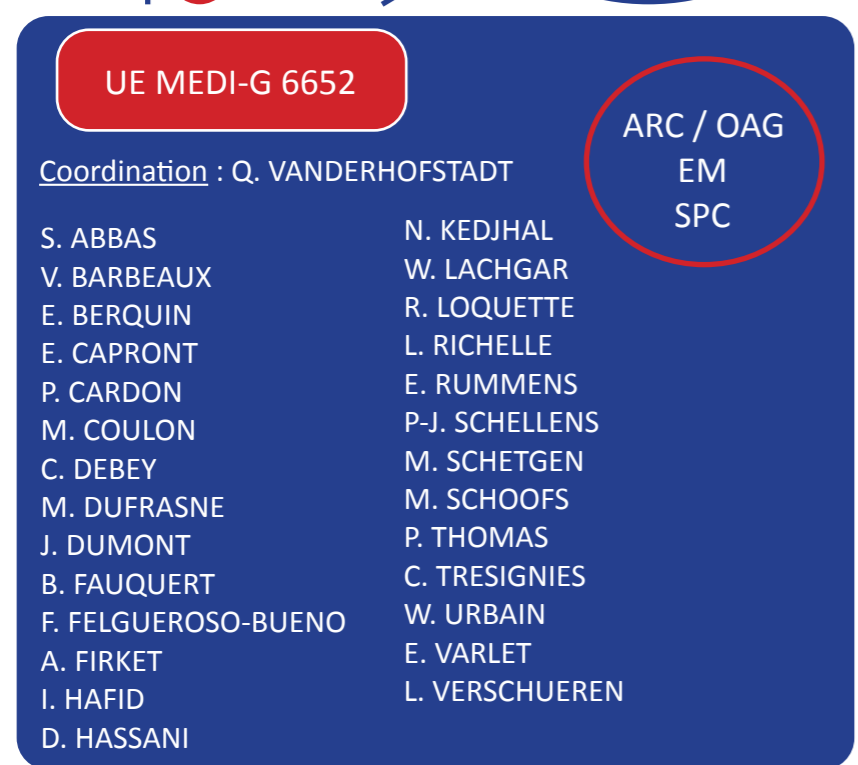 UE MEDI-G 6652
ARC / OAG
EM
SPC
Coordination : Q. VANDERHOFSTADT
S. ABBAS
V. BARBEAUX
E. BERQUIN
E. CAPRONT
P. CARDON
M. COULON
C. DEBEY
M. DUFRASNE
J. DUMONT
B. FAUQUERT
F. FELGUEROSO-BUENO
A. FIRKET
I. HAFID
D. HASSANI
N. KEDJHAL
W. LACHGAR
R. LOQUETTE
L. RICHELLE
E. RUMMENS
P-J. SCHELLENS
M. SCHETGEN
M. SCHOOFS
P. THOMAS
C. TRESIGNIES
W. URBAIN
E. VARLET
L. VERSCHUEREN